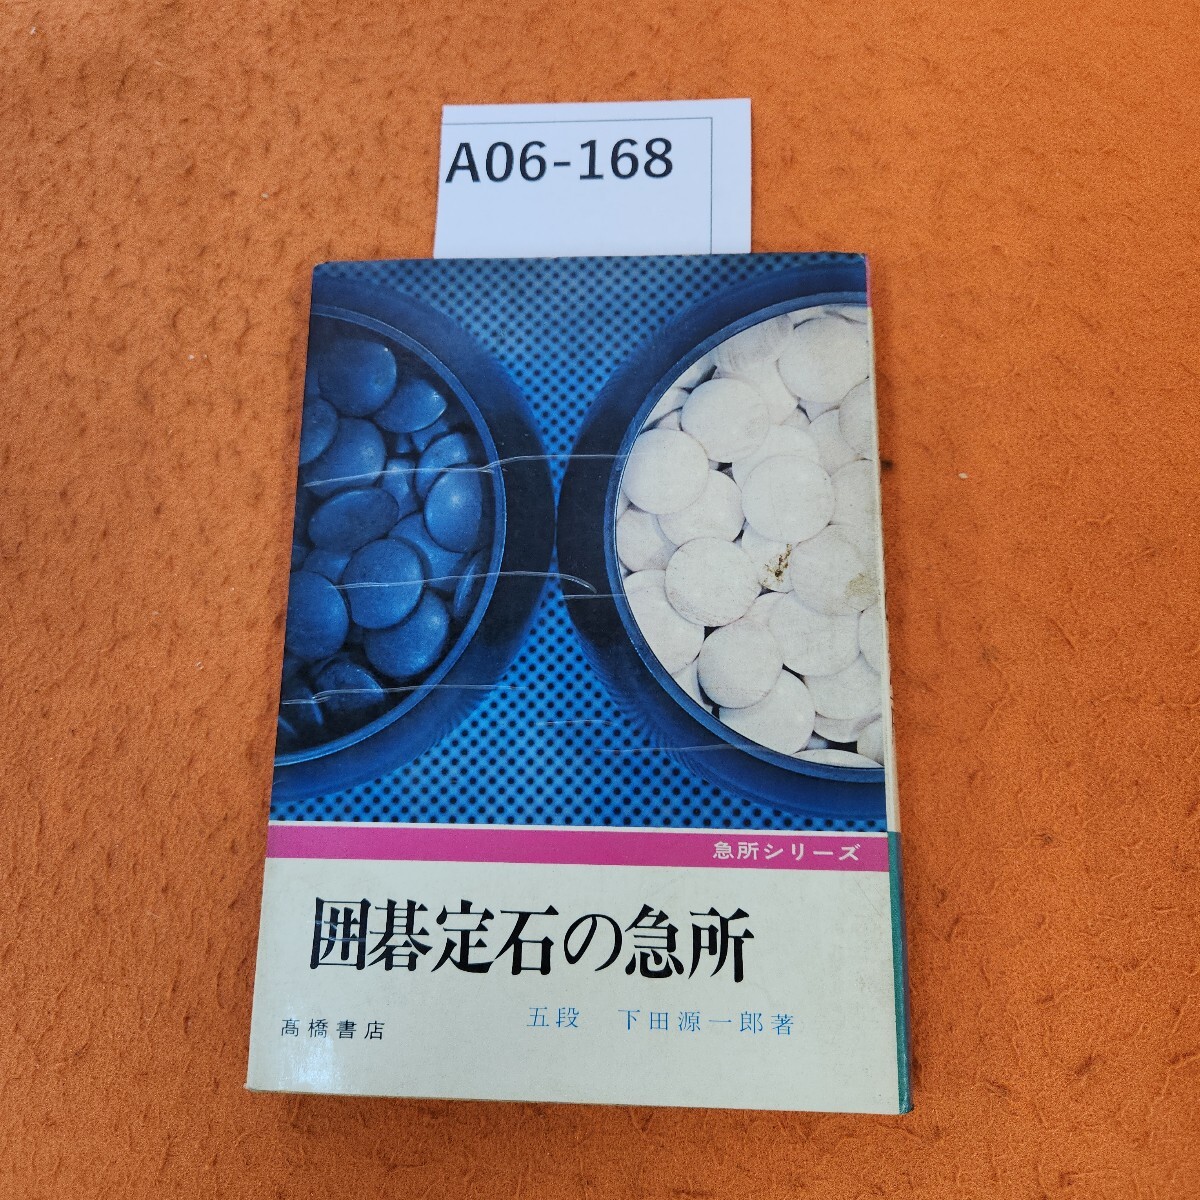 A06-168
急所シリーズ
囲碁定石の急所
五段 下田源一郎著
髙橋書店